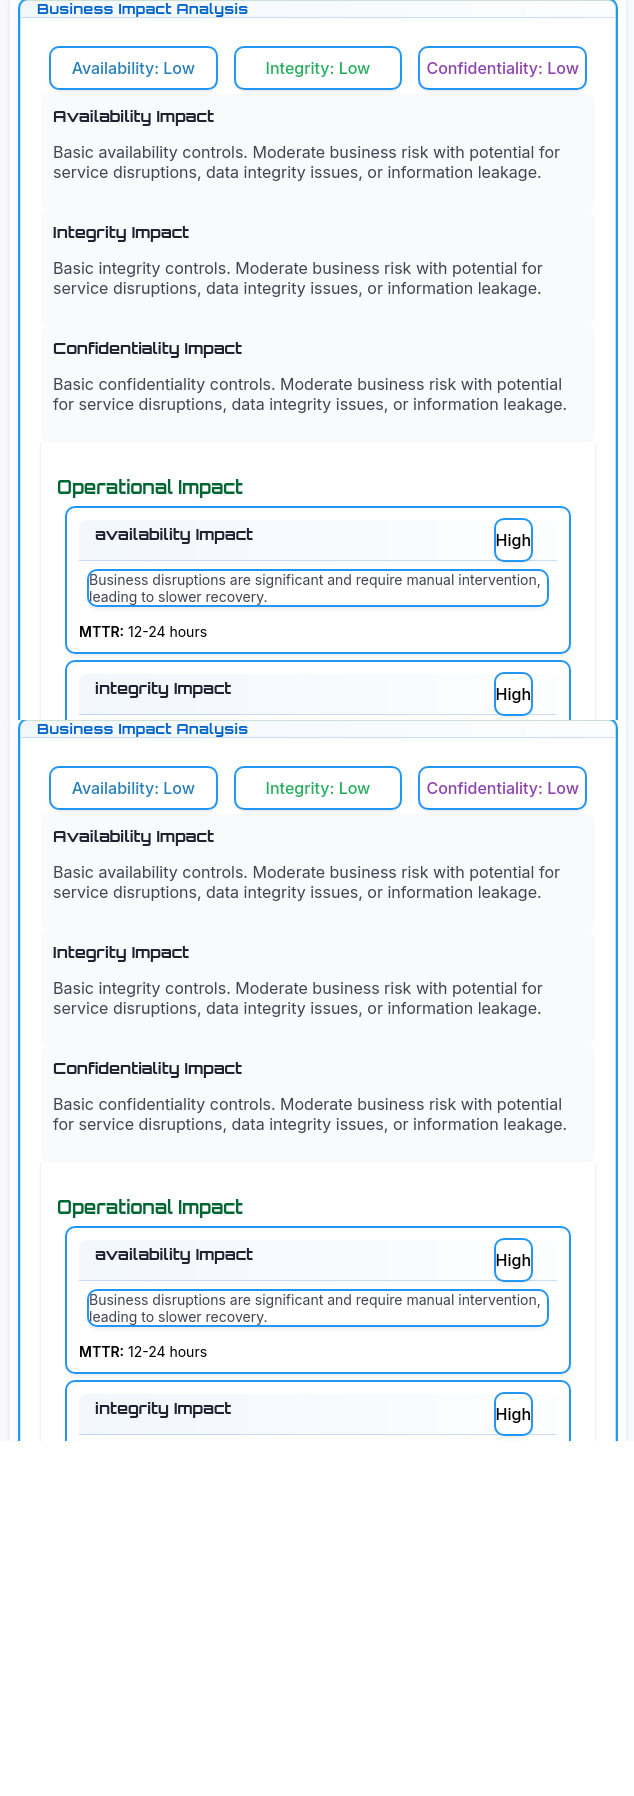 Business Impact Analysis
Availability: Low
Integrity: Low
Confidentiality: Low
Availability Impact
Basic availability controls. Moderate business risk with potential for
service disruptions, data integrity issues, or information leakage.
Integrity Impact
Basic integrity controls. Moderate business risk with potential for
service disruptions, data integrity issues, or information leakage.
Confidentiality Impact
Basic confidentiality controls. Moderate business risk with potential
for service disruptions, data integrity issues, or information leakage.
Operational Impact
availability Impact
High
Business disruptions are significant and require manual intervention,
leading to slower recovery.
MTTR: 12-24 hours
integrity Impact
High
Business Impact Analysis
Availability: Low
Integrity: Low
Confidentiality: Low
Availability Impact
Basic availability controls. Moderate business risk with potential for
service disruptions, data integrity issues, or information leakage.
Integrity Impact
Basic integrity controls. Moderate business risk with potential for
service disruptions, data integrity issues, or information leakage.
Confidentiality Impact
Basic confidentiality controls. Moderate business risk with potential
for service disruptions, data integrity issues, or information leakage.
Operational Impact
availability Impact
High
Business disruptions are significant and require manual intervention,
leading to slower recovery.
MTTR: 12-24 hours
integrity Impact
High